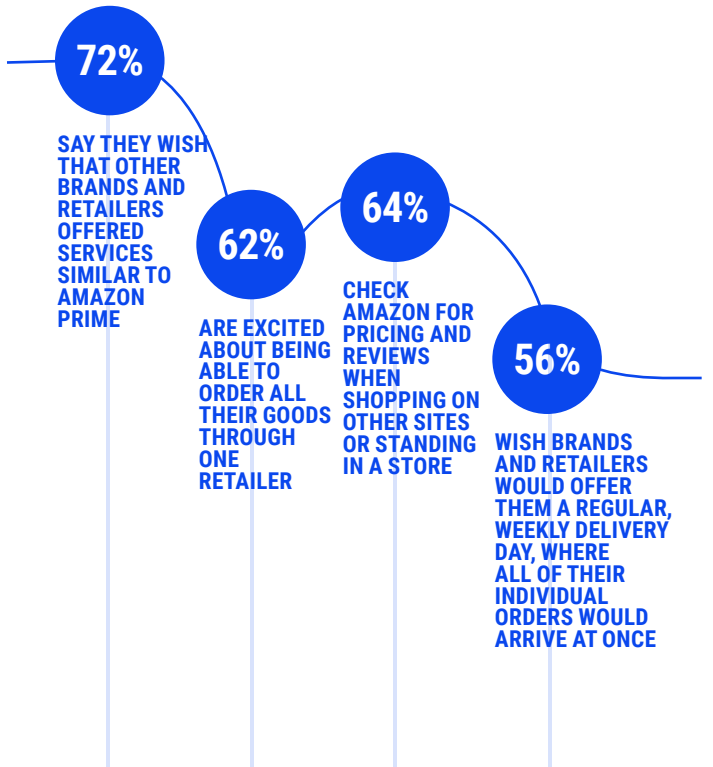 72%
SAY THEY WISH
THAT OTHER
BRANDS AND
RETAILERS
OFFERED
SERVICES
SIMILAR TO
AMAZON
PRIME
62%
ARE EXCITED
ABOUT BEING
ABLE TO
ORDER ALL
THEIR GOODS
THROUGH
ONE
RETAILER
64%
CHECK
AMAZON FOR
PRICING AND
REVIEWS
WHEN
SHOPPING ON
OTHER SITES
OR STANDING
IN A STORE
56%
WISH BRANDS
AND RETAILERS
WOULD OFFER
THEM A REGULAR,
WEEKLY DELIVERY
DAY, WHERE
ALL OF THEIR
INDIVIDUAL
ORDERS WOULD
ARRIVE AT ONCE